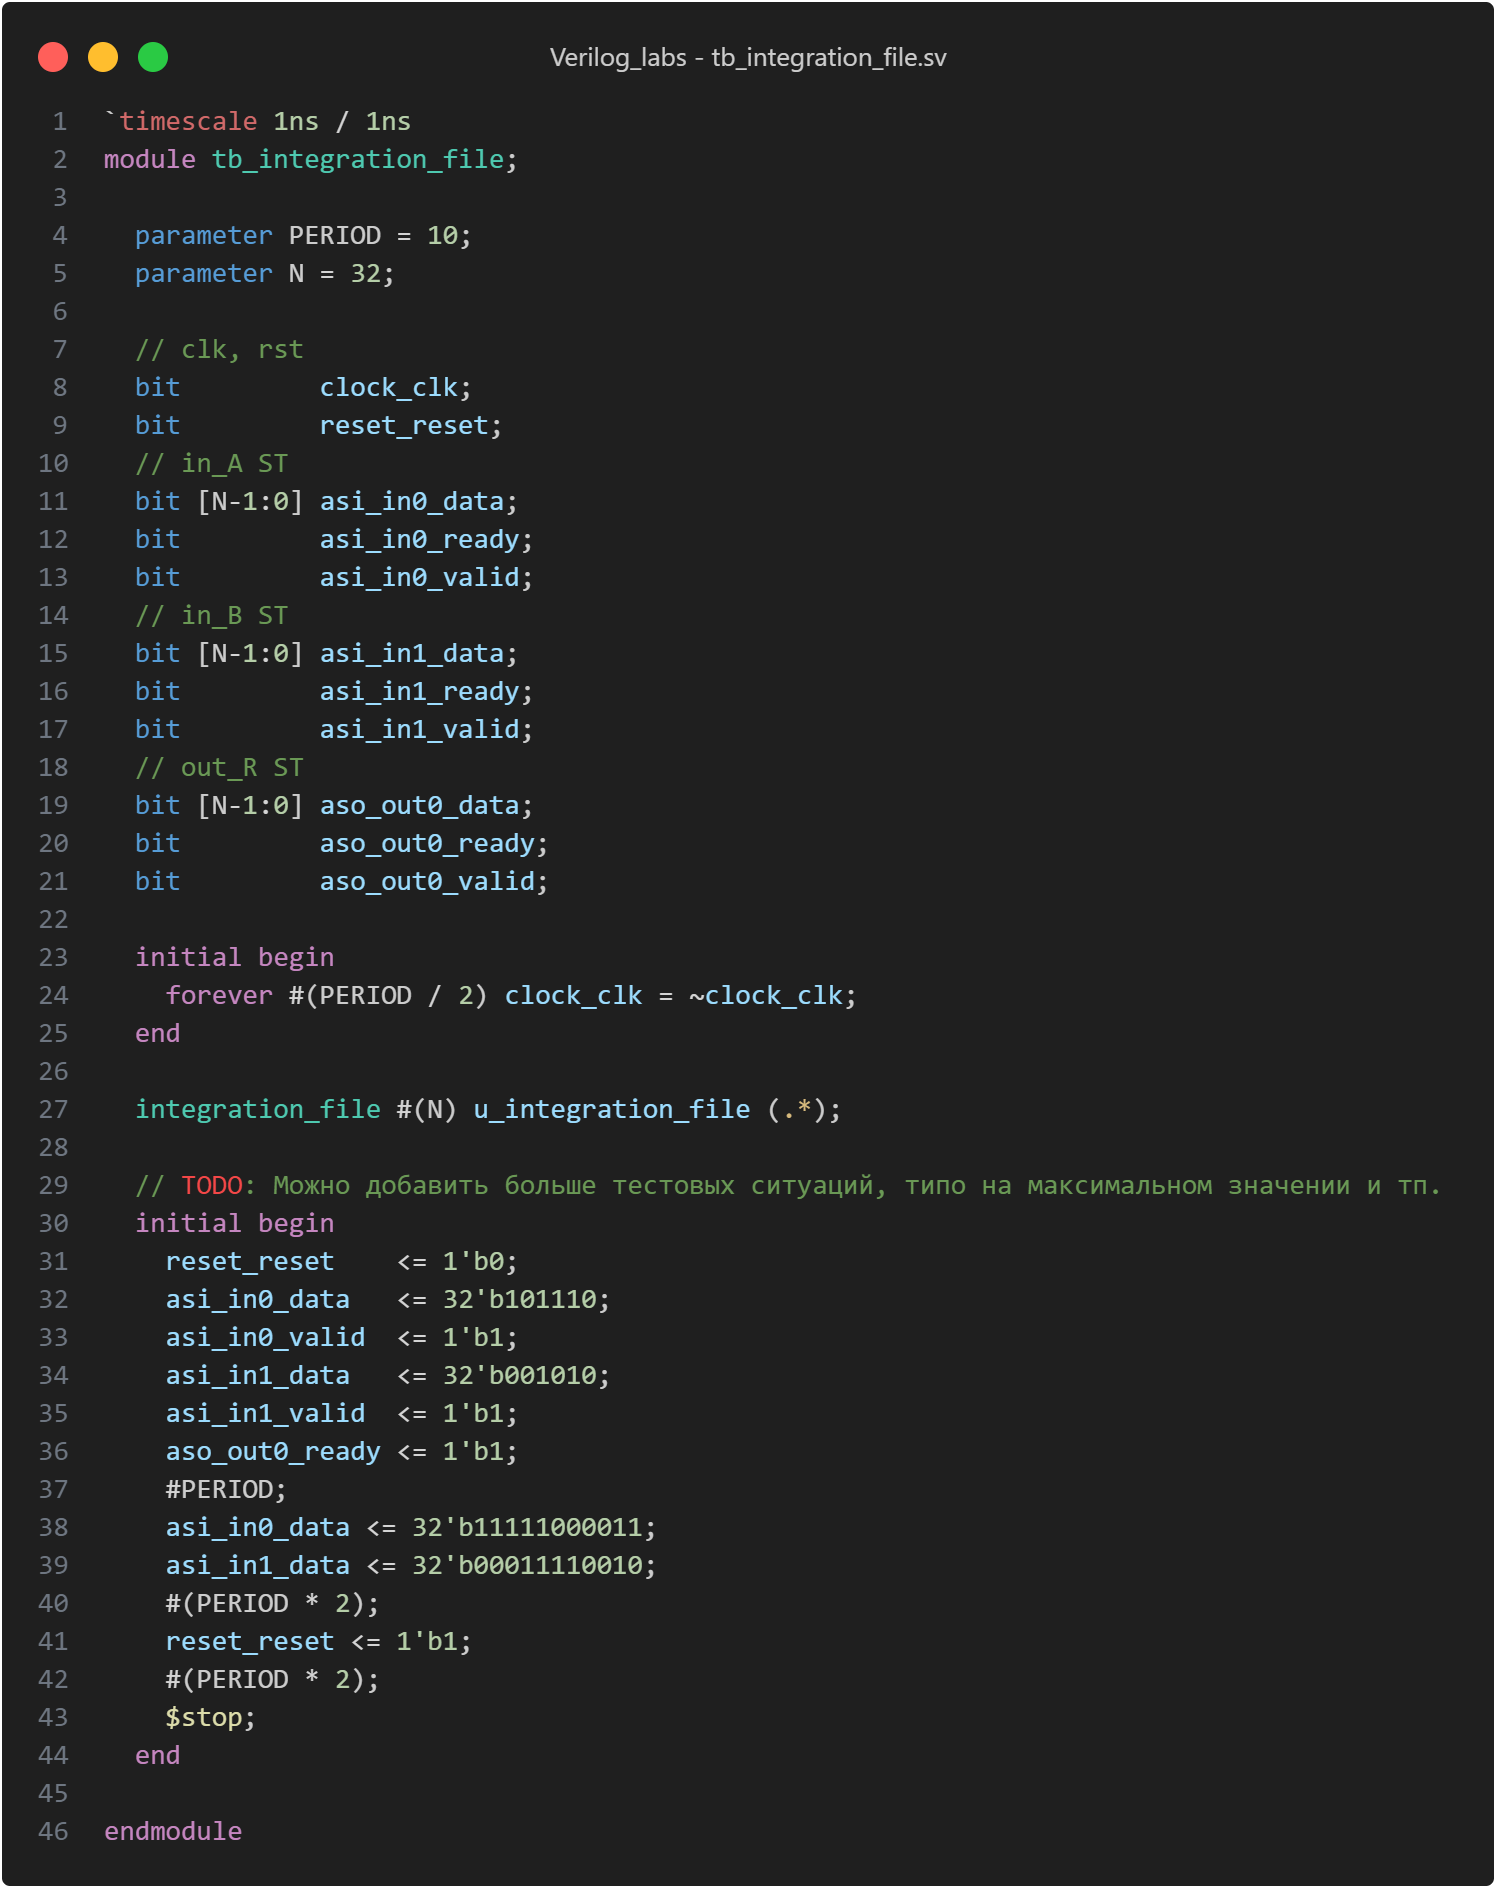 Verilog_labs - tb_integration_file.sv
1 `timescale 1ns / 1ns
2 module tb_integration_file;
3
4   parameter PERIOD = 10;
5   parameter N = 32;
6
7   // clk, rst
8   bit         clock_clk;
9   bit         reset_reset;
10   // in_A ST
11   bit [N-1:0] asi_in0_data;
12   bit         asi_in0_ready;
13   bit         asi_in0_valid;
14   // in_B ST
15   bit [N-1:0] asi_in1_data;
16   bit         asi_in1_ready;
17   bit         asi_in1_valid;
18   // out_R ST
19   bit [N-1:0] aso_out0_data;
20   bit         aso_out0_ready;
21   bit         aso_out0_valid;
22
23   initial begin
24     forever #(PERIOD / 2) clock_clk = ~clock_clk;
25   end
26
27   integration_file #(N) u_integration_file (.*);
28
29   // TODO: Можно добавить больше тестовых ситуаций, типо на максимальном значении и тп.
30   initial begin
31     reset_reset    <= 1'b0;
32     asi_in0_data   <= 32'b101110;
33     asi_in0_valid  <= 1'b1;
34     asi_in1_data   <= 32'b001010;
35     asi_in1_valid  <= 1'b1;
36     aso_out0_ready <= 1'b1;
37     #PERIOD;
38     asi_in0_data <= 32'b11111000011;
39     asi_in1_data <= 32'b00011110010;
40     #(PERIOD * 2);
41     reset_reset <= 1'b1;
42     #(PERIOD * 2);
43     $stop;
44   end
45
46 endmodule